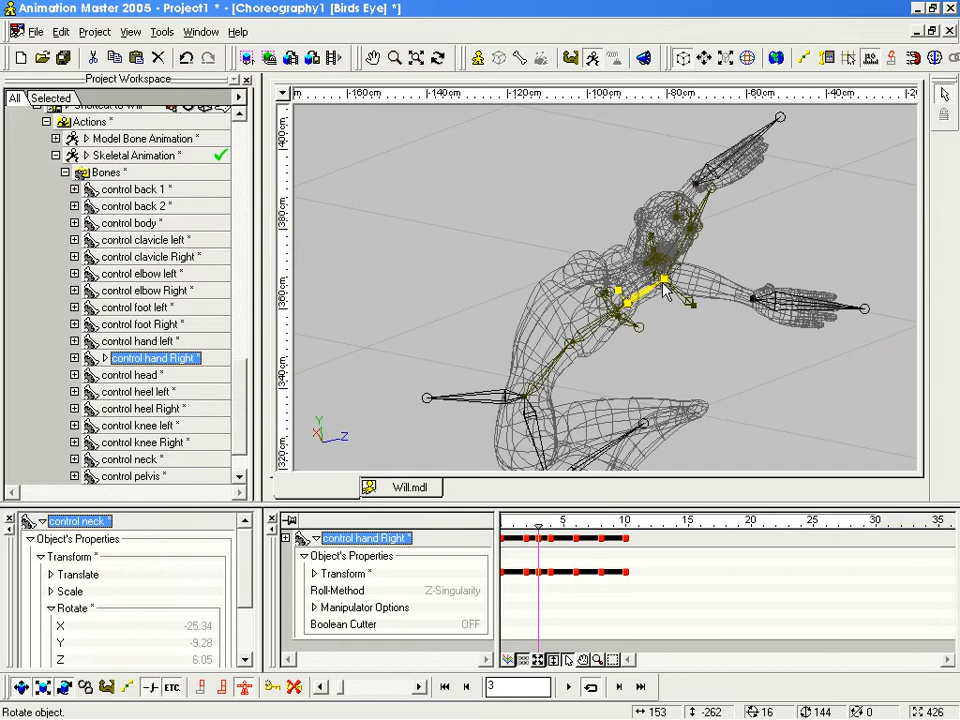 Animation Master 2005 - Project1 * - [Choreography1 [Birds Eye] *]
File Edit Project View Tools Window Help
Project Workspace
All Selected
Actions *
Model Bone Animation *
Skeletal Animation *
Bones *
control back 1 *
control back 2 *
control body *
control clavicle left *
control clavicle Right *
control elbow left *
control elbow Right *
control foot left *
control foot Right *
control hand left *
control hand Right *
control head *
control heel left *
control heel Right *
control knee left *
control knee Right *
control neck *
control pelvis *
-160cm -140cm -120cm -100cm -80cm -60cm -40cm
400cm
380cm
360cm
340cm
320cm
Y
X Z
Will.mdl
control neck *
Object's Properties
Transform *
Translate
Scale
Rotate *
X -25.34
Y -9.28
Z 6.05
control hand Right *
Object's Properties
Transform *
Roll-Method Z-Singularity
Manipulator Options
Boolean Cutter OFF
5 10 15 20 25 30 35
ETC.
3
Rotate object.
153 -262 16 144 0 426